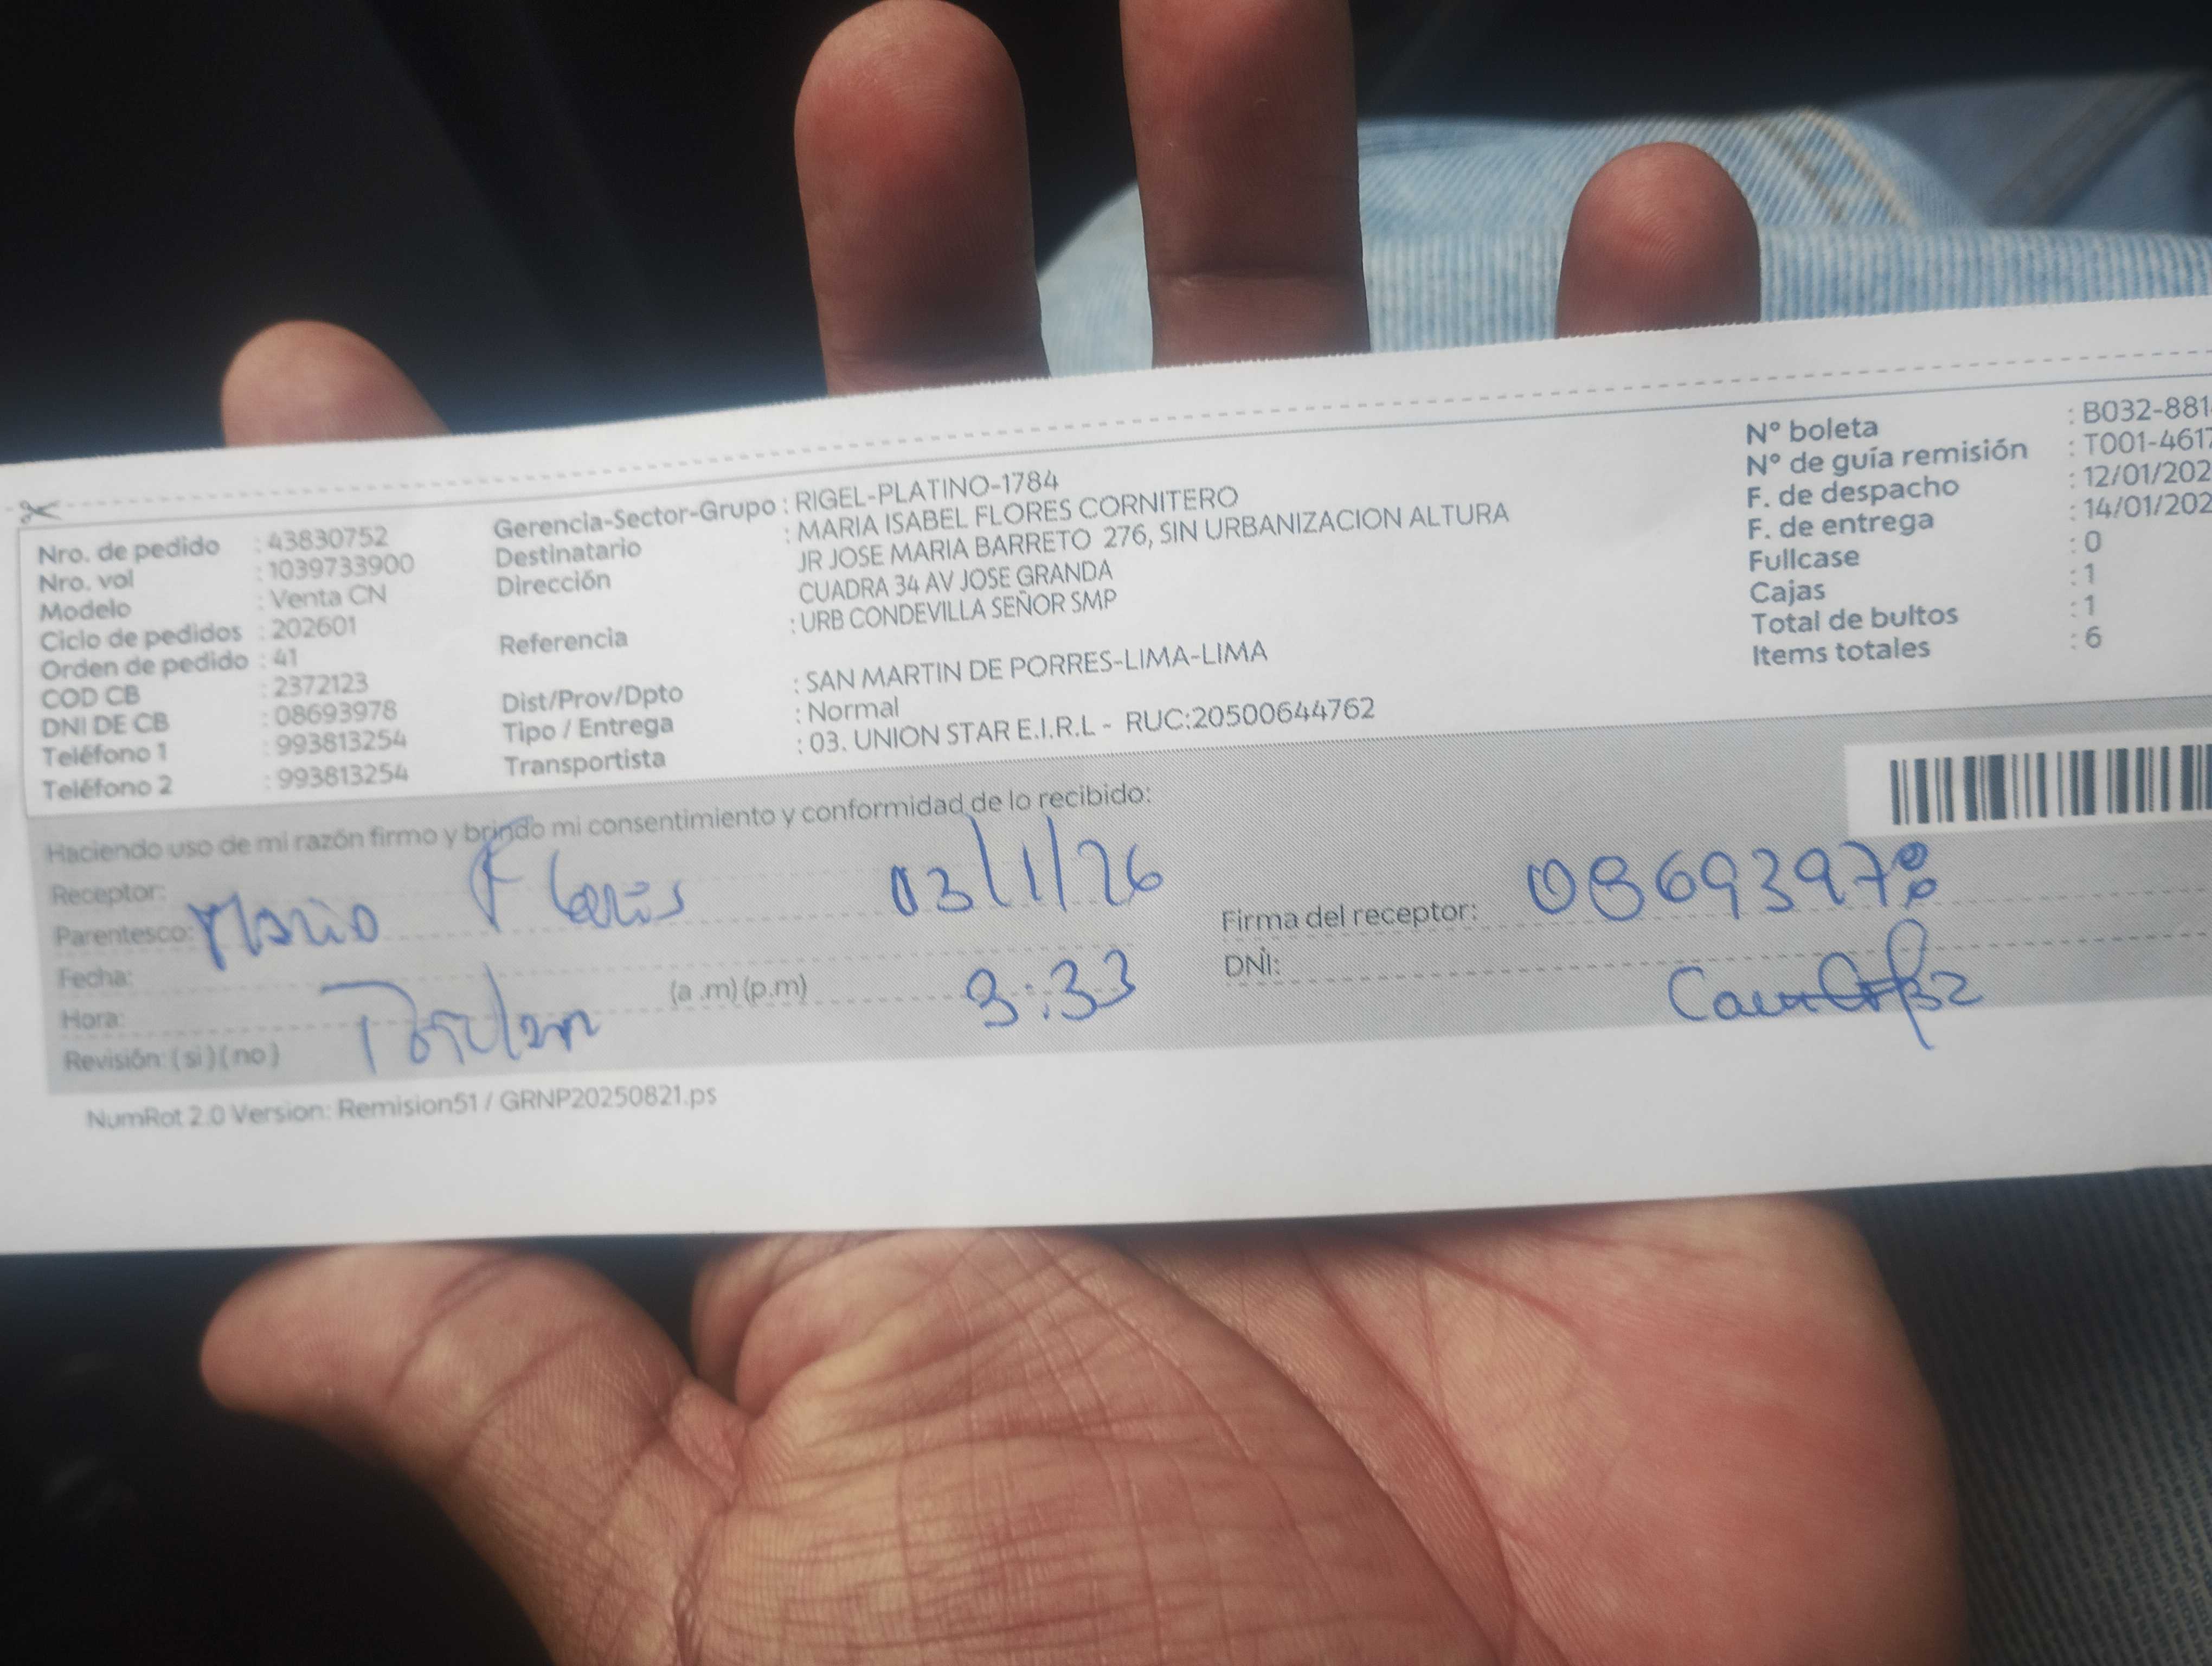 Nro. de pedido : 43830752
Nro. vol : 1039733900
Modelo : Venta CN
Ciclo de pedidos : 202601
Orden de pedido : 41
COD CB : 2372123
DNI DE CB : 08693978
Teléfono 1 : 993813254
Teléfono 2 : 993813254
Gerencia-Sector-Grupo : RIGEL-PLATINO-1784
Destinatario : MARIA ISABEL FLORES CORNITERO
Dirección JR JOSE MARIA BARRETO 276, SIN URBANIZACION ALTURA
CUADRA 34 AV JOSE GRANDA
Referencia : URB CONDEVILLA SEÑOR SMP
Dist/Prov/Dpto : SAN MARTIN DE PORRES-LIMA-LIMA
Tipo / Entrega : Normal
Transportista : 03. UNION STAR E.I.R.L - RUC:20500644762
Nº boleta : B032-881
Nº de guía remisión : T001-4617
F. de despacho : 12/01/202
F. de entrega : 14/01/202
Fullcase : 0
Cajas : 1
Total de bultos : 1
Items totales : 6
Haciendo uso de mi razón firmo y brindo mi consentimiento y conformidad de lo recibido:
Receptor:
Parentesco: 03/1/26
Fecha:
Hora: (a .m) (p.m) 3:33
Revisión: ( si ) ( no )
Firma del receptor: 08693978
DNI:
NumRot 2.0 Version: Remision51 / GRNP20250821.ps